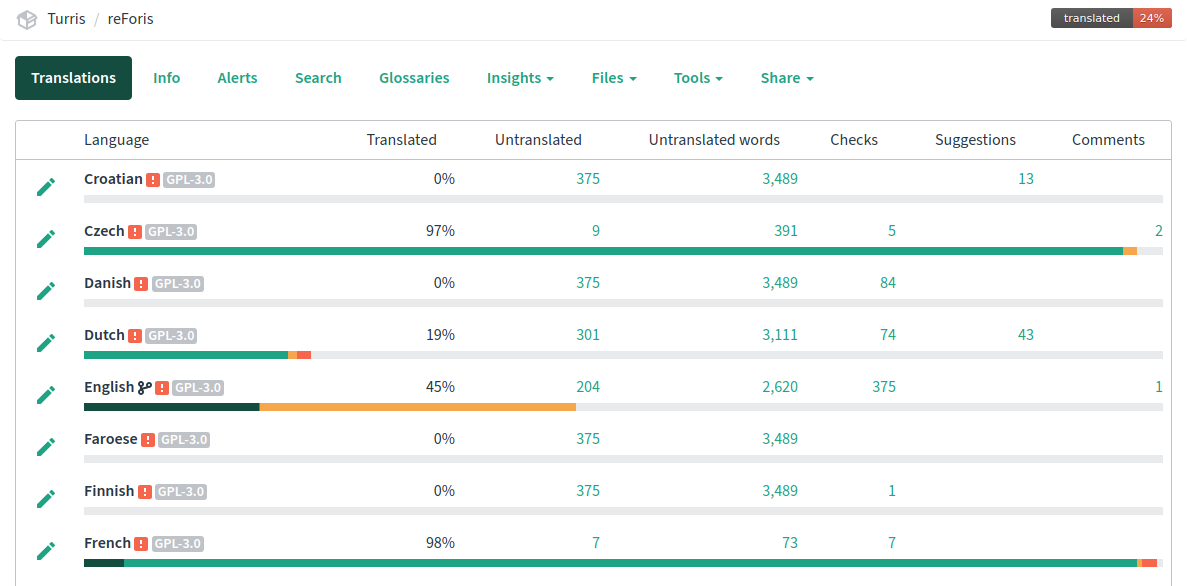 Turris / reForis translated 24%
Translations Info Alerts Search Glossaries Insights Files Tools Share
Language Translated Untranslated Untranslated words Checks Suggestions Comments
Croatian GPL-3.0 0% 375 3,489 13
Czech GPL-3.0 97% 9 391 5 2
Danish GPL-3.0 0% 375 3,489 84
Dutch GPL-3.0 19% 301 3,111 74 43
English GPL-3.0 45% 204 2,620 375 1
Faroese GPL-3.0 0% 375 3,489
Finnish GPL-3.0 0% 375 3,489 1
French GPL-3.0 98% 7 73 7